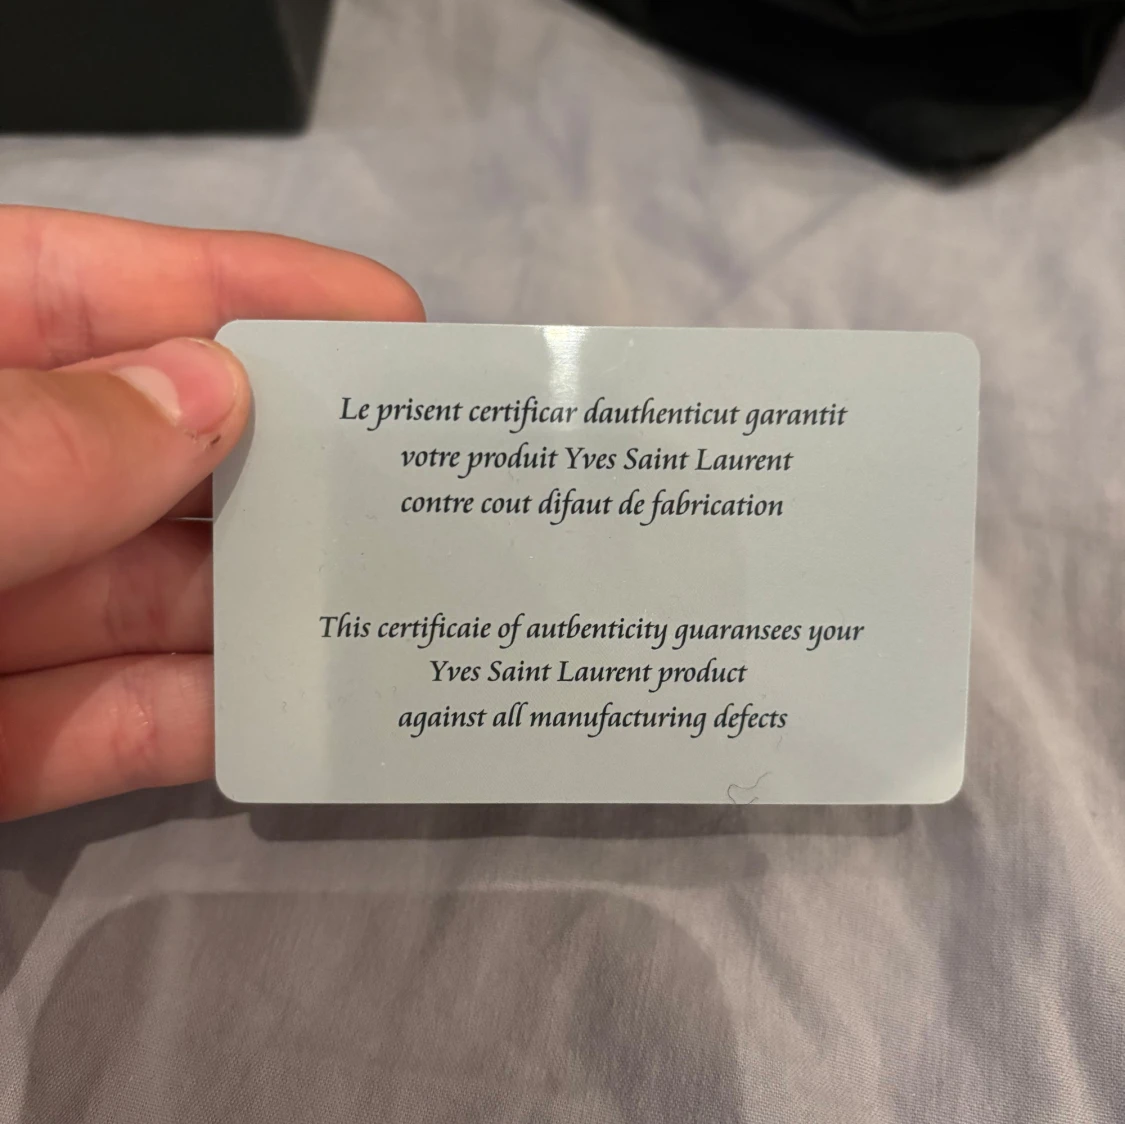 Le prisent certificar dauthenticut garantit
votre produit Yves Saint Laurent
contre cout difaut de fabrication
This certificaie of autbenticity guaransees your
Yves Saint Laurent product
against all manufacturing defects